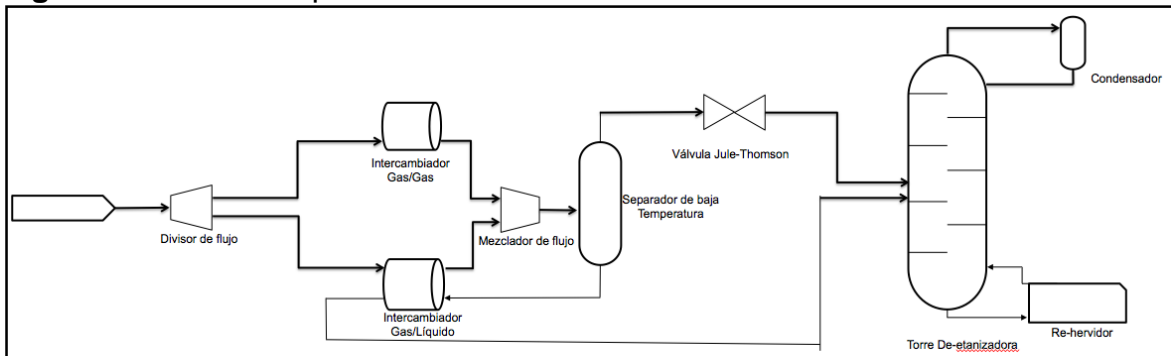 Condensador
Intercambiador
Gas/Gas
Válvula Jule-Thomson
Separador de baja
Temperatura
Divisor de flujo
Mezclador de flujo
Intercambiador
Gas/Líquido
Re-hervidor
Torre De-etanizadora